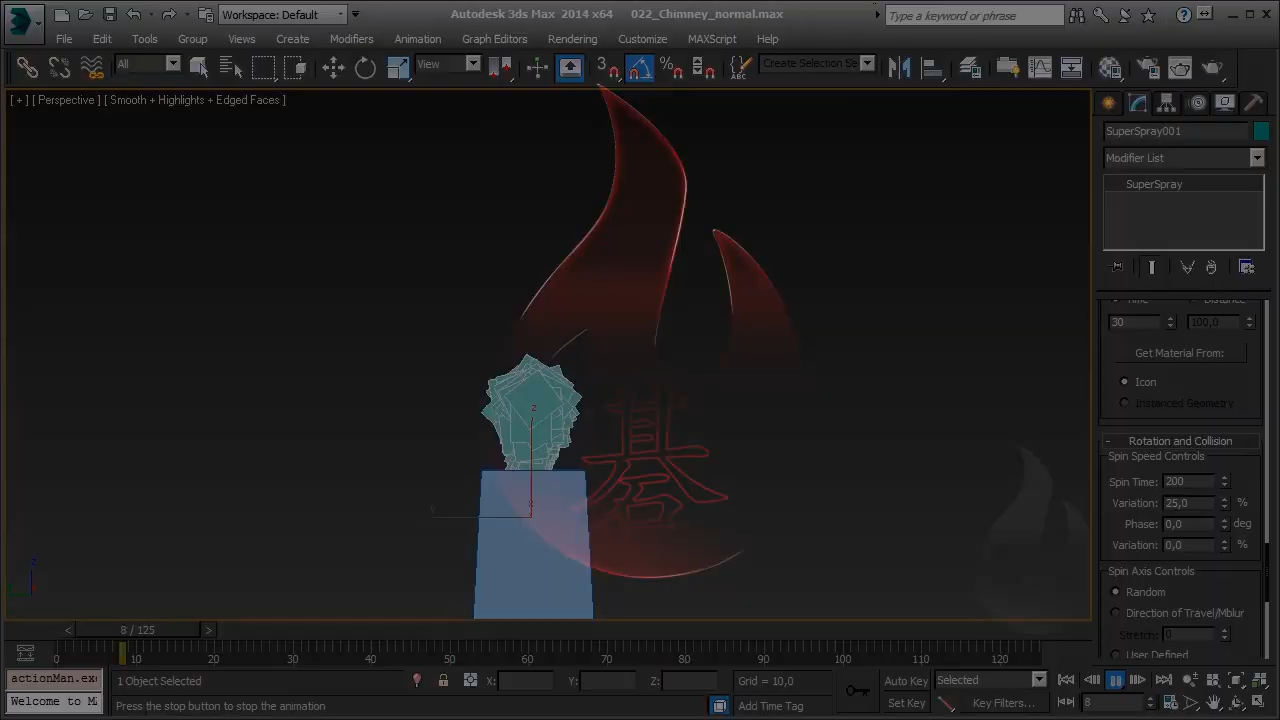 Autodesk 3ds Max 2014 x64 022_Chimney_normal.max
Workspace: Default
Type a keyword or phrase
File Edit Tools Group Views Create Modifiers Animation Graph Editors Rendering Customize MAXScript Help
All
View
3
%
ABC
Create Selection Se
[ + ] [ Perspective ] [ Smooth + Highlights + Edged Faces ]
SuperSpray001
Modifier List
SuperSpray
30
100,0
Get Material From:
Icon
Instanced Geometry
- Rotation and Collision
Spin Speed Controls
Spin Time: 200
Variation: 25,0 %
Phase: 0,0 deg
Variation: 0,0 %
Spin Axis Controls
Random
Direction of Travel/Mblur
Stretch: 0
User Defined
z
x
y
基
z
< 8 / 125 >
0 10 20 30 40 50 60 70 80 90 100 110 120
actionMan.exe
1 Object Selected
X: Y: Z:
Grid = 10,0
Auto Key
Selected
Press the stop button to stop the animation
Add Time Tag
Set Key
Key Filters...
8